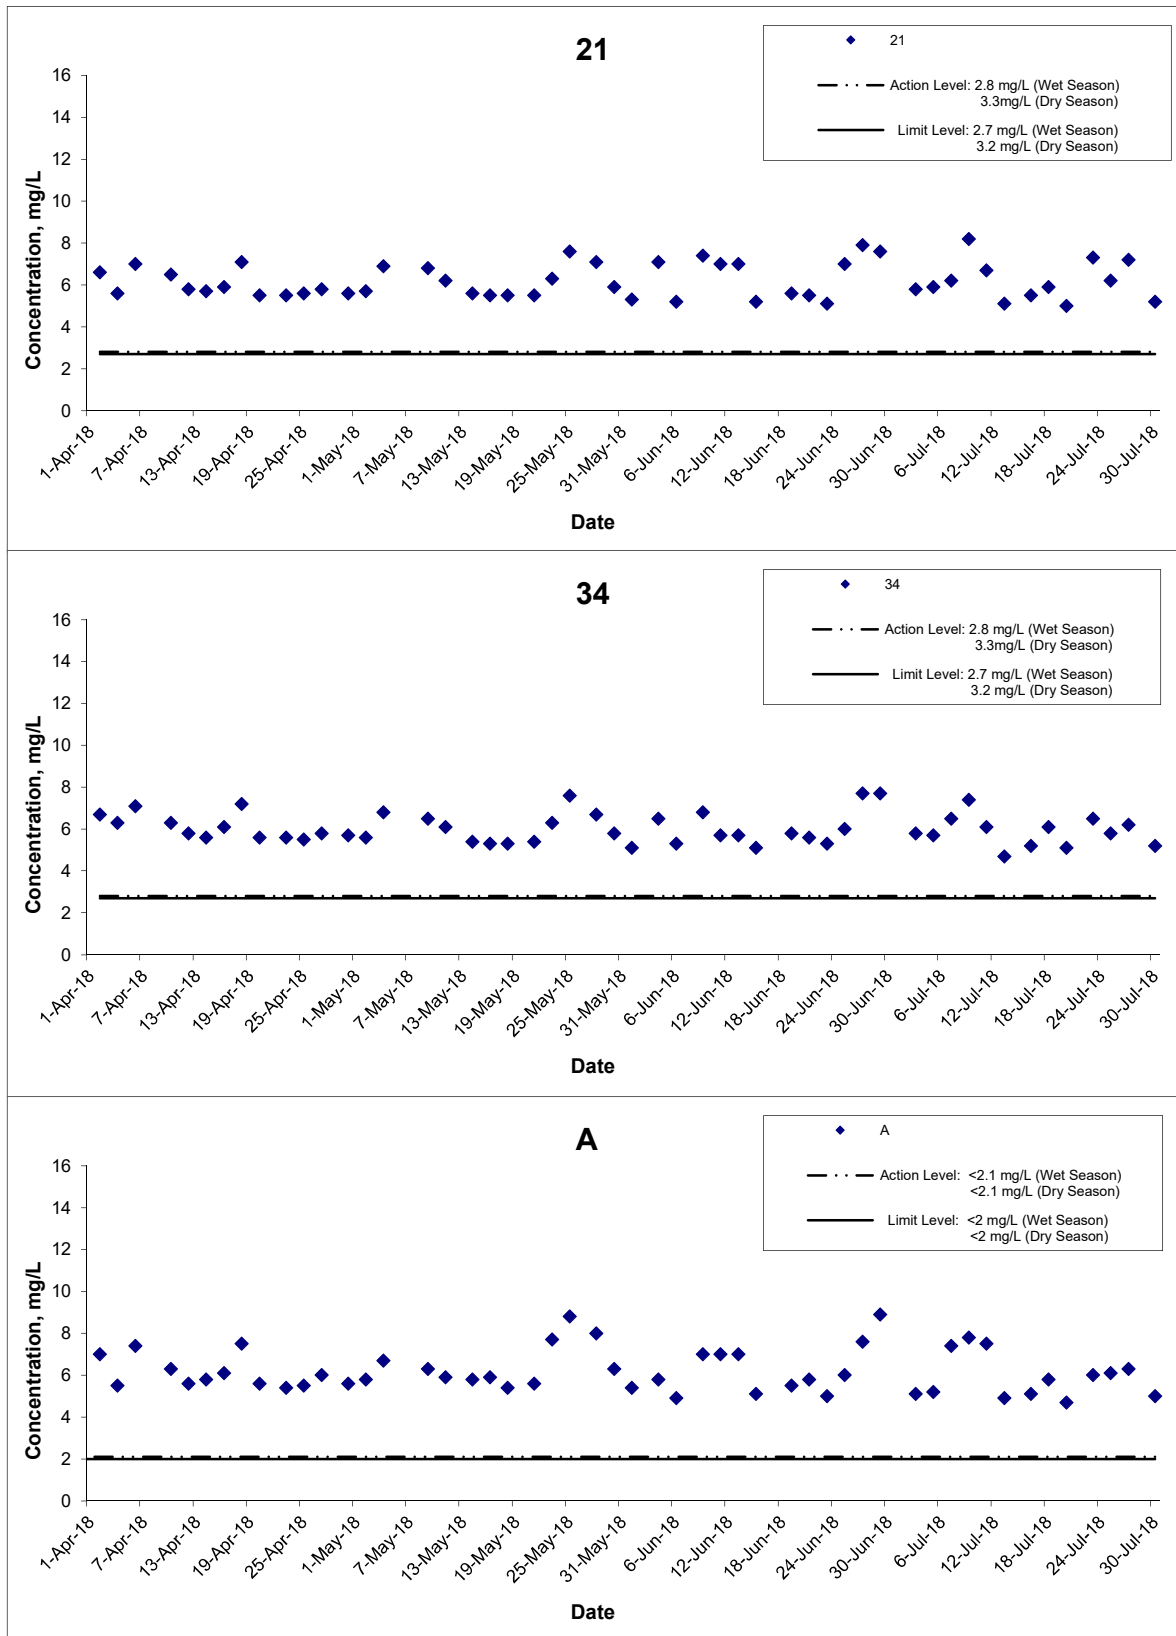 21
21
Action Level: 2.8 mg/L (Wet Season)
3.3mg/L (Dry Season)
Limit Level: 2.7 mg/L (Wet Season)
3.2 mg/L (Dry Season)
Concentration, mg/L
16
14
12
10
8
6
4
2
0
1-Apr-18
7-Apr-18
13-Apr-18
19-Apr-18
25-Apr-18
1-May-18
7-May-18
13-May-18
19-May-18
25-May-18
31-May-18
6-Jun-18
12-Jun-18
18-Jun-18
24-Jun-18
30-Jun-18
6-Jul-18
12-Jul-18
18-Jul-18
24-Jul-18
30-Jul-18
Date
34
34
Action Level: 2.8 mg/L (Wet Season)
3.3mg/L (Dry Season)
Limit Level: 2.7 mg/L (Wet Season)
3.2 mg/L (Dry Season)
Concentration, mg/L
16
14
12
10
8
6
4
2
0
1-Apr-18
7-Apr-18
13-Apr-18
19-Apr-18
25-Apr-18
1-May-18
7-May-18
13-May-18
19-May-18
25-May-18
31-May-18
6-Jun-18
12-Jun-18
18-Jun-18
24-Jun-18
30-Jun-18
6-Jul-18
12-Jul-18
18-Jul-18
24-Jul-18
30-Jul-18
Date
A
A
Action Level: <2.1 mg/L (Wet Season)
<2.1 mg/L (Dry Season)
Limit Level: <2 mg/L (Wet Season)
<2 mg/L (Dry Season)
Concentration, mg/L
16
14
12
10
8
6
4
2
0
1-Apr-18
7-Apr-18
13-Apr-18
19-Apr-18
25-Apr-18
1-May-18
7-May-18
13-May-18
19-May-18
25-May-18
31-May-18
6-Jun-18
12-Jun-18
18-Jun-18
24-Jun-18
30-Jun-18
6-Jul-18
12-Jul-18
18-Jul-18
24-Jul-18
30-Jul-18
Date